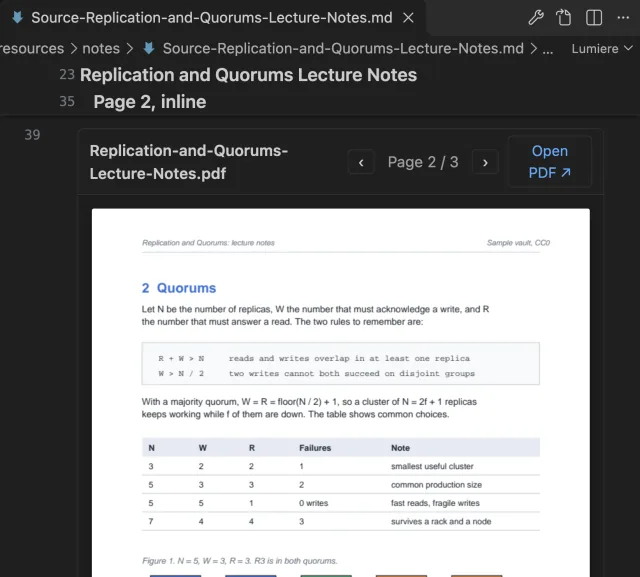 Source-Replication-and-Quorums-Lecture-Notes.md
esources > notes > Source-Replication-and-Quorums-Lecture-Notes.md > ... Lumiere
23 Replication and Quorums Lecture Notes
35 Page 2, inline
39
Replication-and-Quorums-
Lecture-Notes.pdf
‹ Page 2 / 3 ›
Open
PDF ↗
Replication and Quorums: lecture notes Sample vault, CC0
2 Quorums
Let N be the number of replicas, W the number that must acknowledge a write, and R
the number that must answer a read. The two rules to remember are:
R + W > N reads and writes overlap in at least one replica
W > N / 2 two writes cannot both succeed on disjoint groups
With a majority quorum, W = R = floor(N / 2) + 1, so a cluster of N = 2f + 1 replicas
keeps working while f of them are down. The table shows common choices.
N W R Failures Note
3 2 2 1 smallest useful cluster
5 3 3 2 common production size
5 5 1 0 writes fast reads, fragile writes
7 4 4 3 survives a rack and a node
Figure 1. N = 5, W = 3, R = 3. R3 is in both quorums.